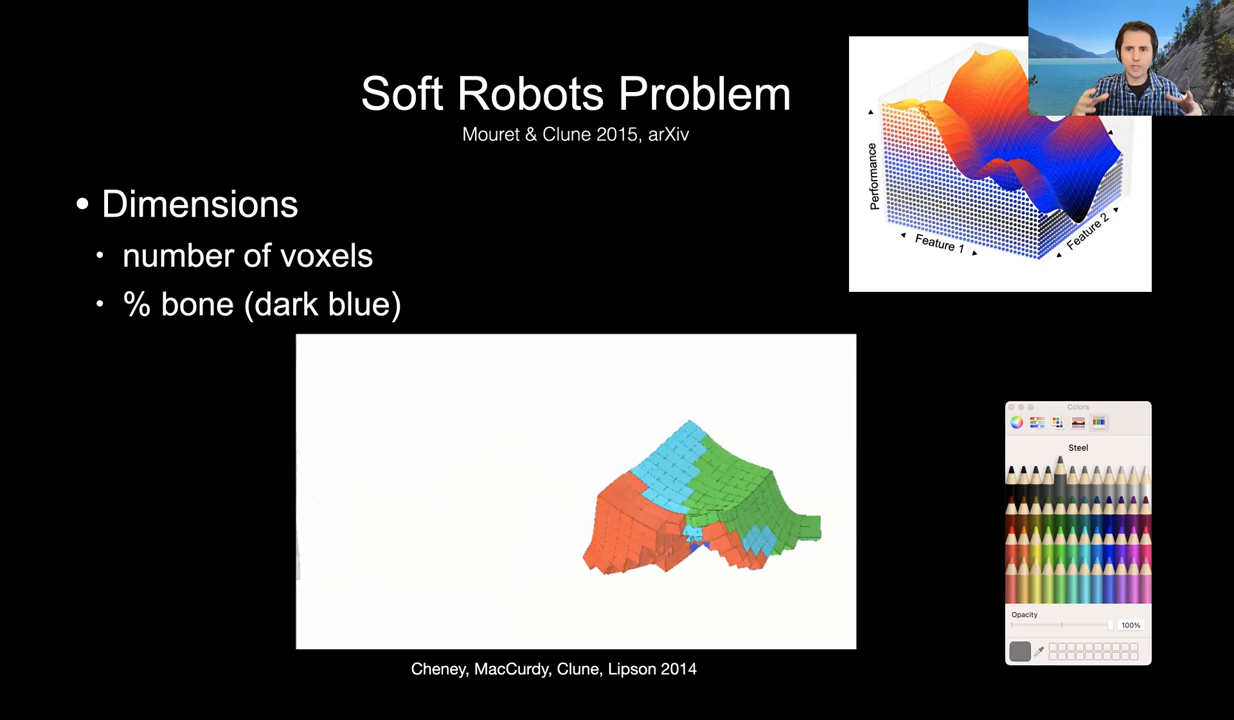 Soft Robots Problem
Mouret & Clune 2015, arXiv
• Dimensions
• number of voxels
• % bone (dark blue)
Performance
Feature 1
Feature 2
Cheney, MacCurdy, Clune, Lipson 2014
Colors
Steel
Opacity
100%